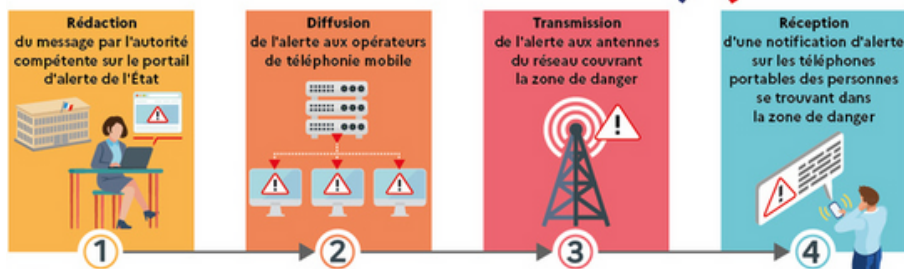 Rédaction
du message par l'autorité
compétente sur le portail
d'alerte de l'État
Diffusion
de l'alerte aux opérateurs
de téléphonie mobile
Transmission
de l'alerte aux antennes
du réseau couvrant
la zone de danger
Réception
d'une notification d'alerte
sur les téléphones
portables des personnes
se trouvant dans
la zone de danger
1
2
3
4